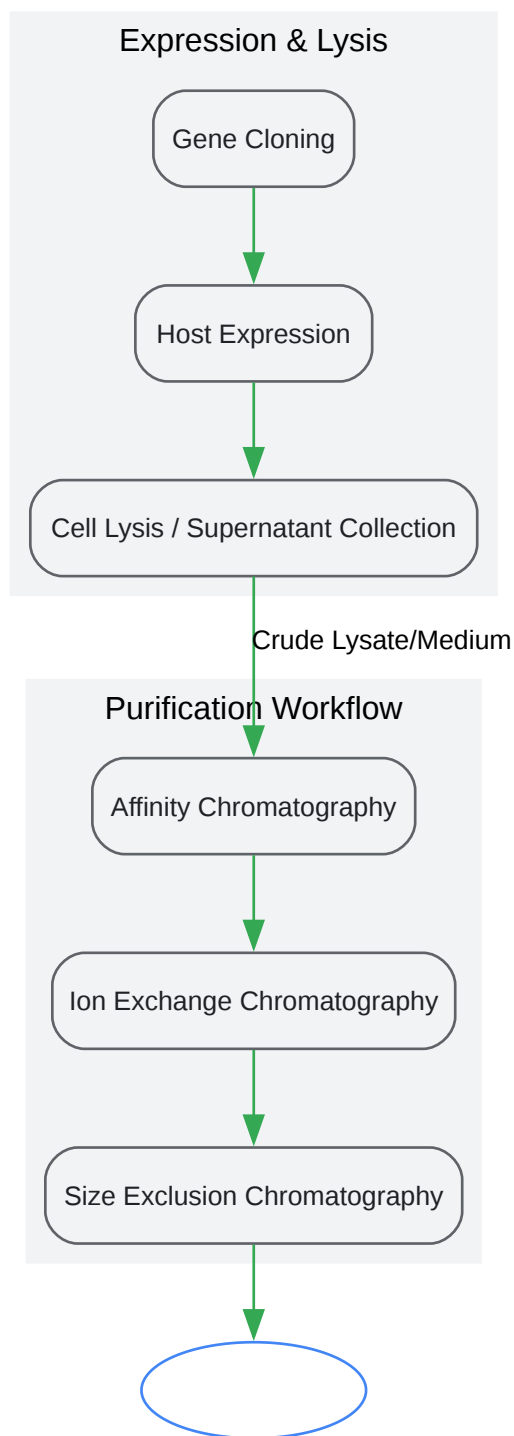 Expression & Lysis
Gene Cloning
Host Expression
Cell Lysis / Supernatant Collection
Crude Lysate/Medium
Purification Workflow
Affinity Chromatography
Ion Exchange Chromatography
Size Exclusion Chromatography